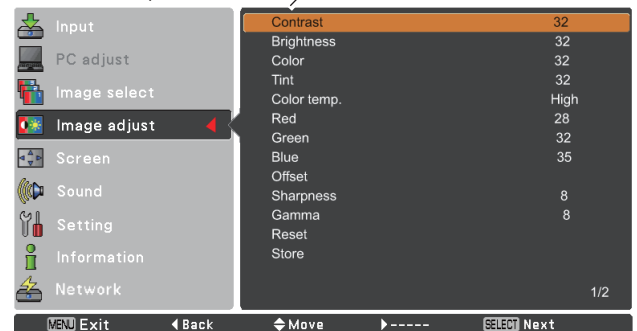 Input
PC adjust
Image select
Image adjust
Screen
Sound
Setting
Information
Network
Contrast 32
Brightness 32
Color 32
Tint 32
Color temp. High
Red 28
Green 32
Blue 35
Offset
Sharpness 8
Gamma 8
Reset
Store
1/2
MENU Exit ◀Back Move ▶----- SELECT Next